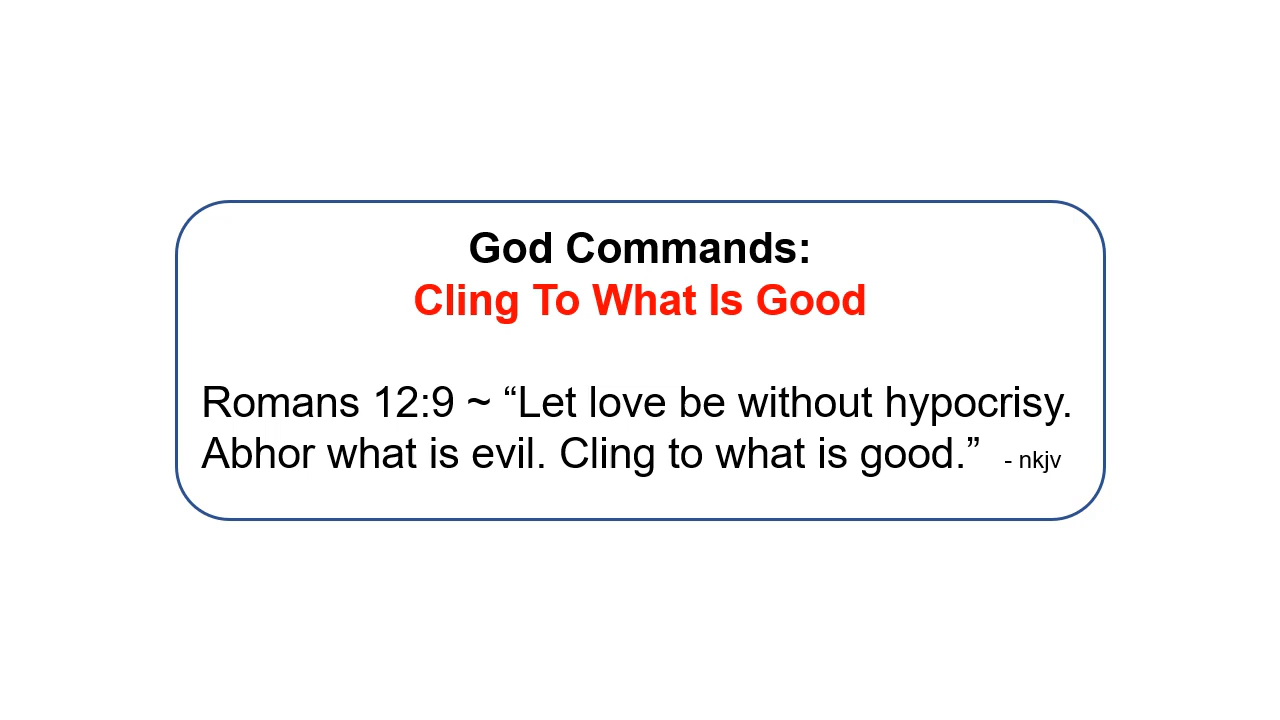 God Commands:
Cling To What Is Good
Romans 12:9 ~ “Let love be without hypocrisy.
Abhor what is evil. Cling to what is good.” - nkjv